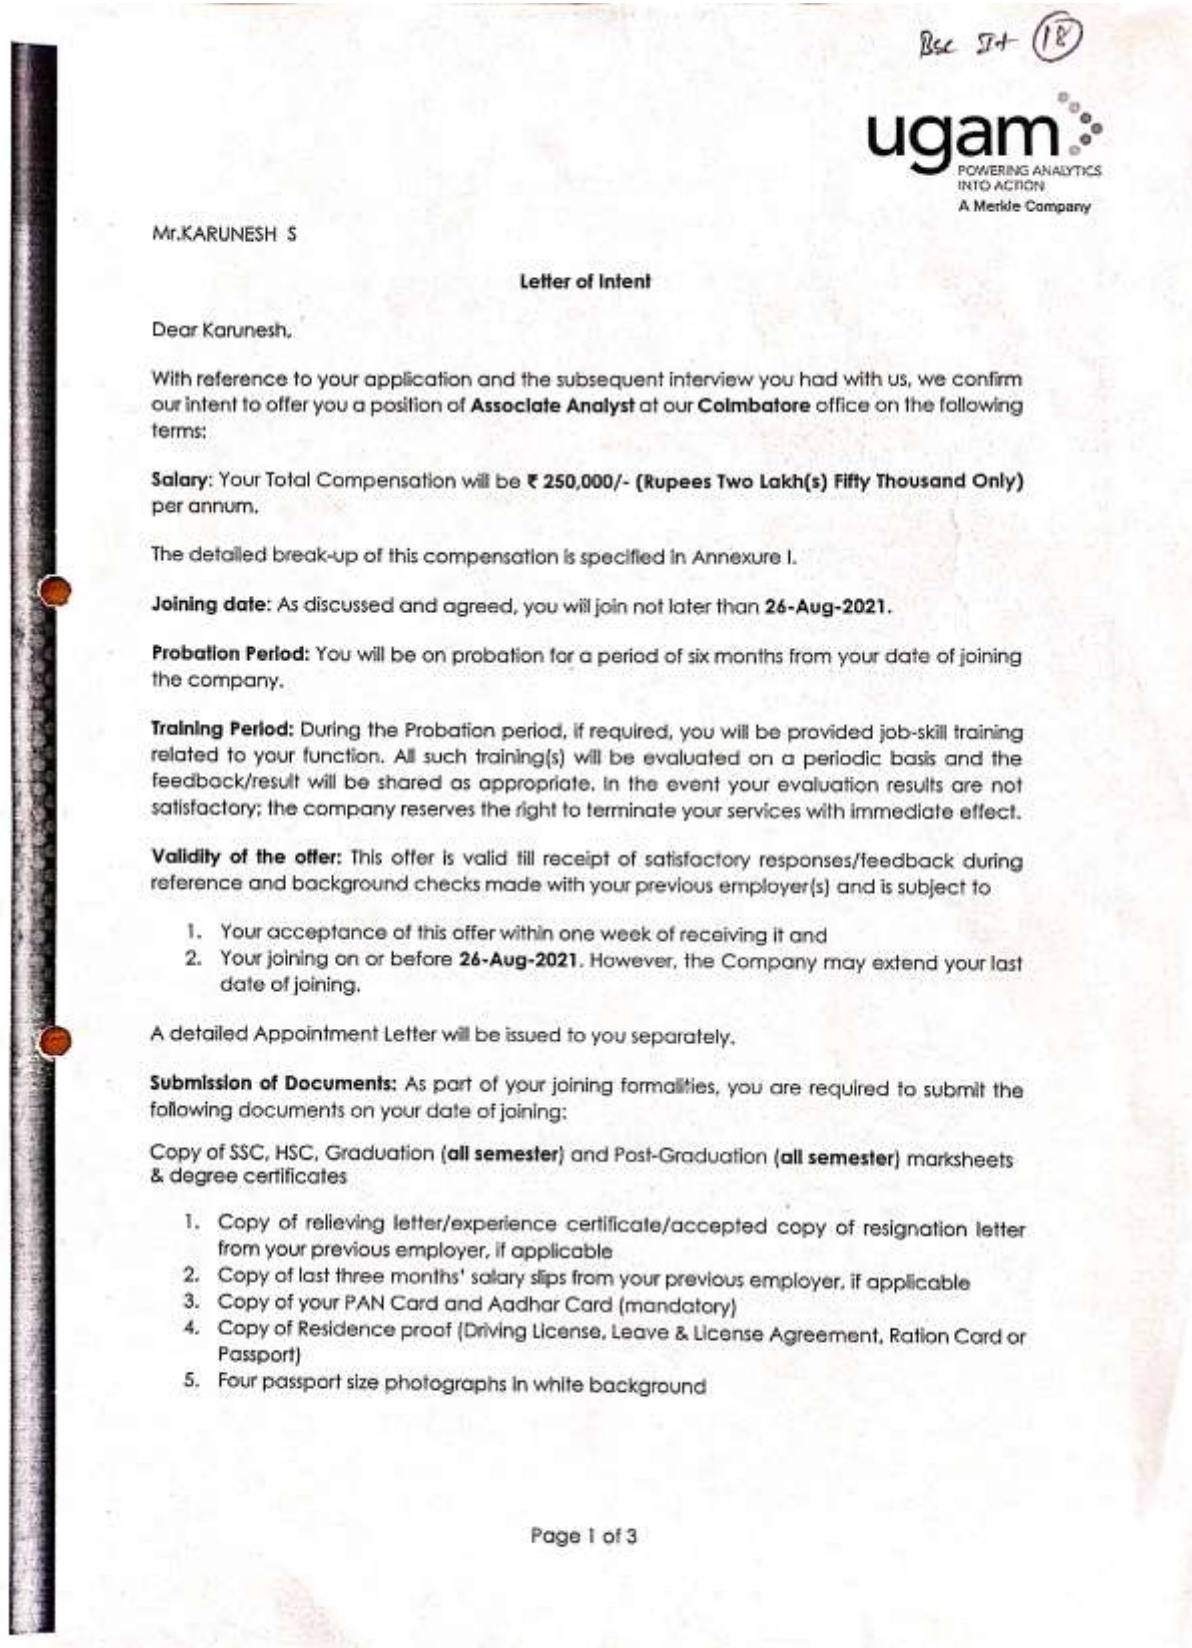 Bsc IIt 18
ugam
POWERING ANALYTICS
INTO ACTION
A Merkle Company
Mr.KARUNESH S
Letter of Intent
Dear Karunesh,
With reference to your application and the subsequent interview you had with us, we confirm
our intent to offer you a position of Associate Analyst at our Coimbatore office on the following
terms:
Salary: Your Total Compensation will be ₹ 250,000/- (Rupees Two Lakh(s) Fifty Thousand Only)
per annum.
The detailed break-up of this compensation is specified in Annexure I.
Joining date: As discussed and agreed, you will join not later than 26-Aug-2021.
Probation Period: You will be on probation for a period of six months from your date of joining
the company.
Training Period: During the Probation period, if required, you will be provided job-skill training
related to your function. All such training(s) will be evaluated on a periodic basis and the
feedback/result will be shared as appropriate. In the event your evaluation results are not
satisfactory; the company reserves the right to terminate your services with immediate effect.
Validity of the offer: This offer is valid till receipt of satisfactory responses/feedback during
reference and background checks made with your previous employer(s) and is subject to
1. Your acceptance of this offer within one week of receiving it and
2. Your joining on or before 26-Aug-2021. However, the Company may extend your last
date of joining.
A detailed Appointment Letter will be issued to you separately.
Submission of Documents: As part of your joining formalities, you are required to submit the
following documents on your date of joining:
Copy of SSC, HSC, Graduation (all semester) and Post-Graduation (all semester) marksheets
& degree certificates
1. Copy of relieving letter/experience certificate/accepted copy of resignation letter
from your previous employer, if applicable
2. Copy of last three months' salary slips from your previous employer, if applicable
3. Copy of your PAN Card and Aadhar Card (mandatory)
4. Copy of Residence proof (Driving License, Leave & License Agreement, Ration Card or
Passport)
5. Four passport size photographs in white background
Page 1 of 3